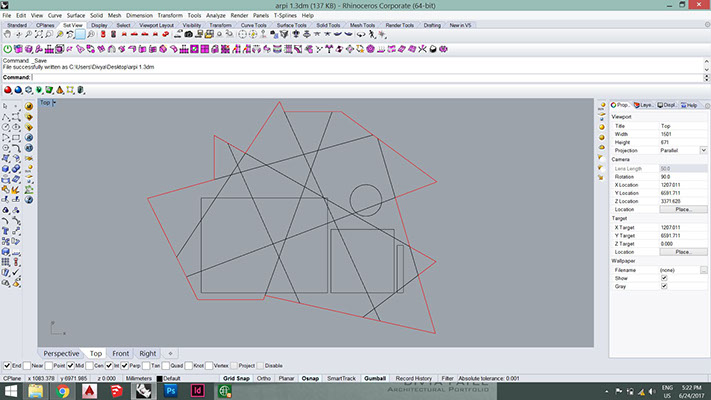 arpi 1.3dm (137 KB) - Rhinoceros Corporate (64-bit)
File Edit View Curve Surface Solid Mesh Dimension Transform Tools Analyze Render Panels T-Splines Help
Standard CPlanes Set View Display Select Viewport Layout Visibility Transform Curve Tools Surface Tools Solid Tools Mesh Tools Render Tools Drafting New in V5
Command: _Save
File successfully written as C:\Users\Divya\Desktop\arpi 1.3dm
Command:
Top
Prop.. Laye.. Displ.. Help
Viewport
Title Top
Width 1501
Height 871
Projection Parallel
Camera
Lens Length 50.0
Rotation 90.0
X Location 1207.011
Y Location 6591.711
Z Location 3371.628
Location Place...
Target
X Target 1207.011
Y Target 6591.711
Z Target 0.000
Location Place...
Wallpaper
Filename (none)
Show
Gray
y
x
Perspective Top Front Right
End Near Point Mid Cen Int Perp Tan Quad Knot Vertex Project Disable
CPlane x 1083.378 y 6971.985 z Millimeters Default Grid Snap Ortho Planar Osnap SmartTrack Gumball Record History Filter Absolute tolerance: 0.001
ENG 5:22 PM
US 6/24/2017
ARCHITECTURAL PORTFOLIO